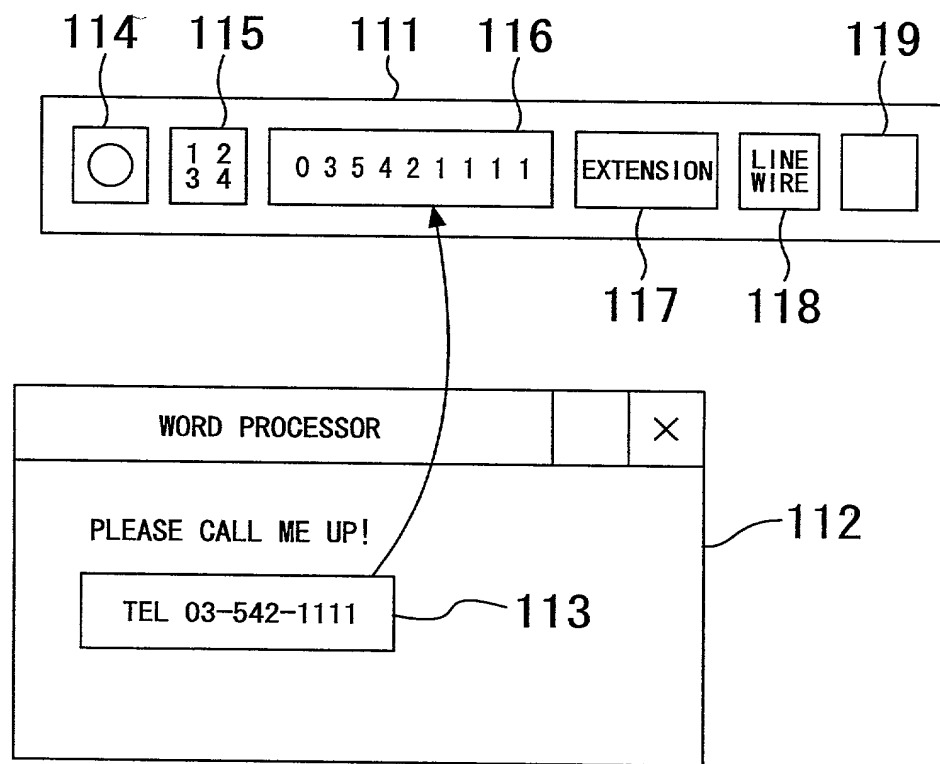 114 115 111 116 119
1 2
3 4
0 3 5 4 2 1 1 1 1
EXTENSION
LINE
WIRE
117 118
WORD PROCESSOR ×
PLEASE CALL ME UP!
112
TEL 03-542-1111
113